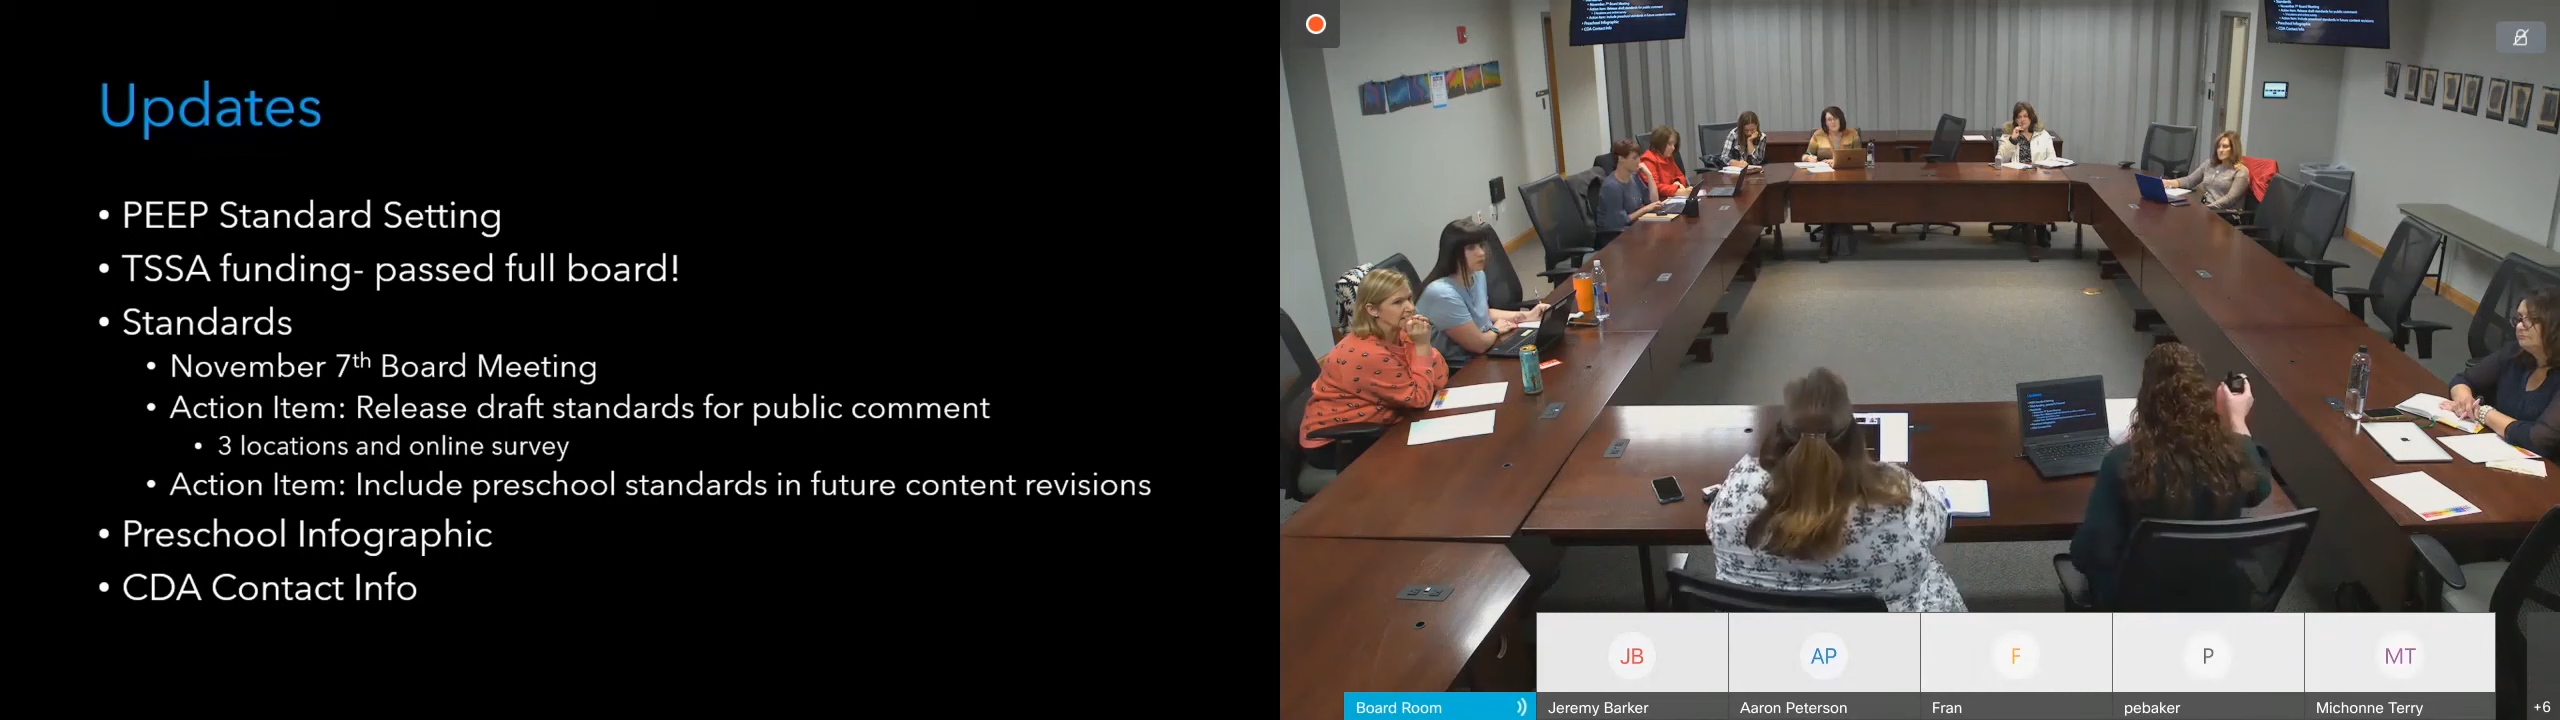 Updates
• PEEP Standard Setting
• TSSA funding- passed full board!
• Standards
• November 7th Board Meeting
• Action Item: Release draft standards for public comment
• 3 locations and online survey
• Action Item: Include preschool standards in future content revisions
• Preschool Infographic
• CDA Contact Info
JB
AP
F
P
MT
Board Room
Jeremy Barker
Aaron Peterson
Fran
pebaker
Michonne Terry
+6